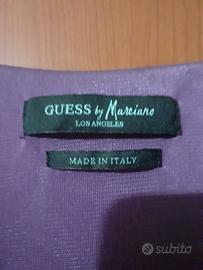 GUESS by Marciano
LOS ANGELES
MADE IN ITALY
subito